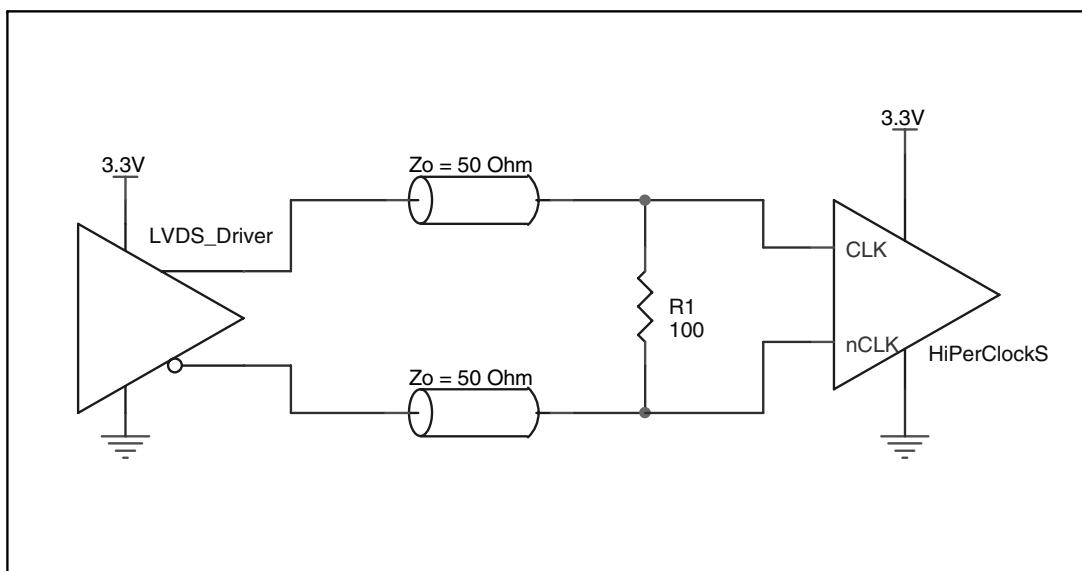 3.3V
LVDS_Driver
Zo = 50 Ohm
Zo = 50 Ohm
R1
100
3.3V
CLK
nCLK
HiPerClockS